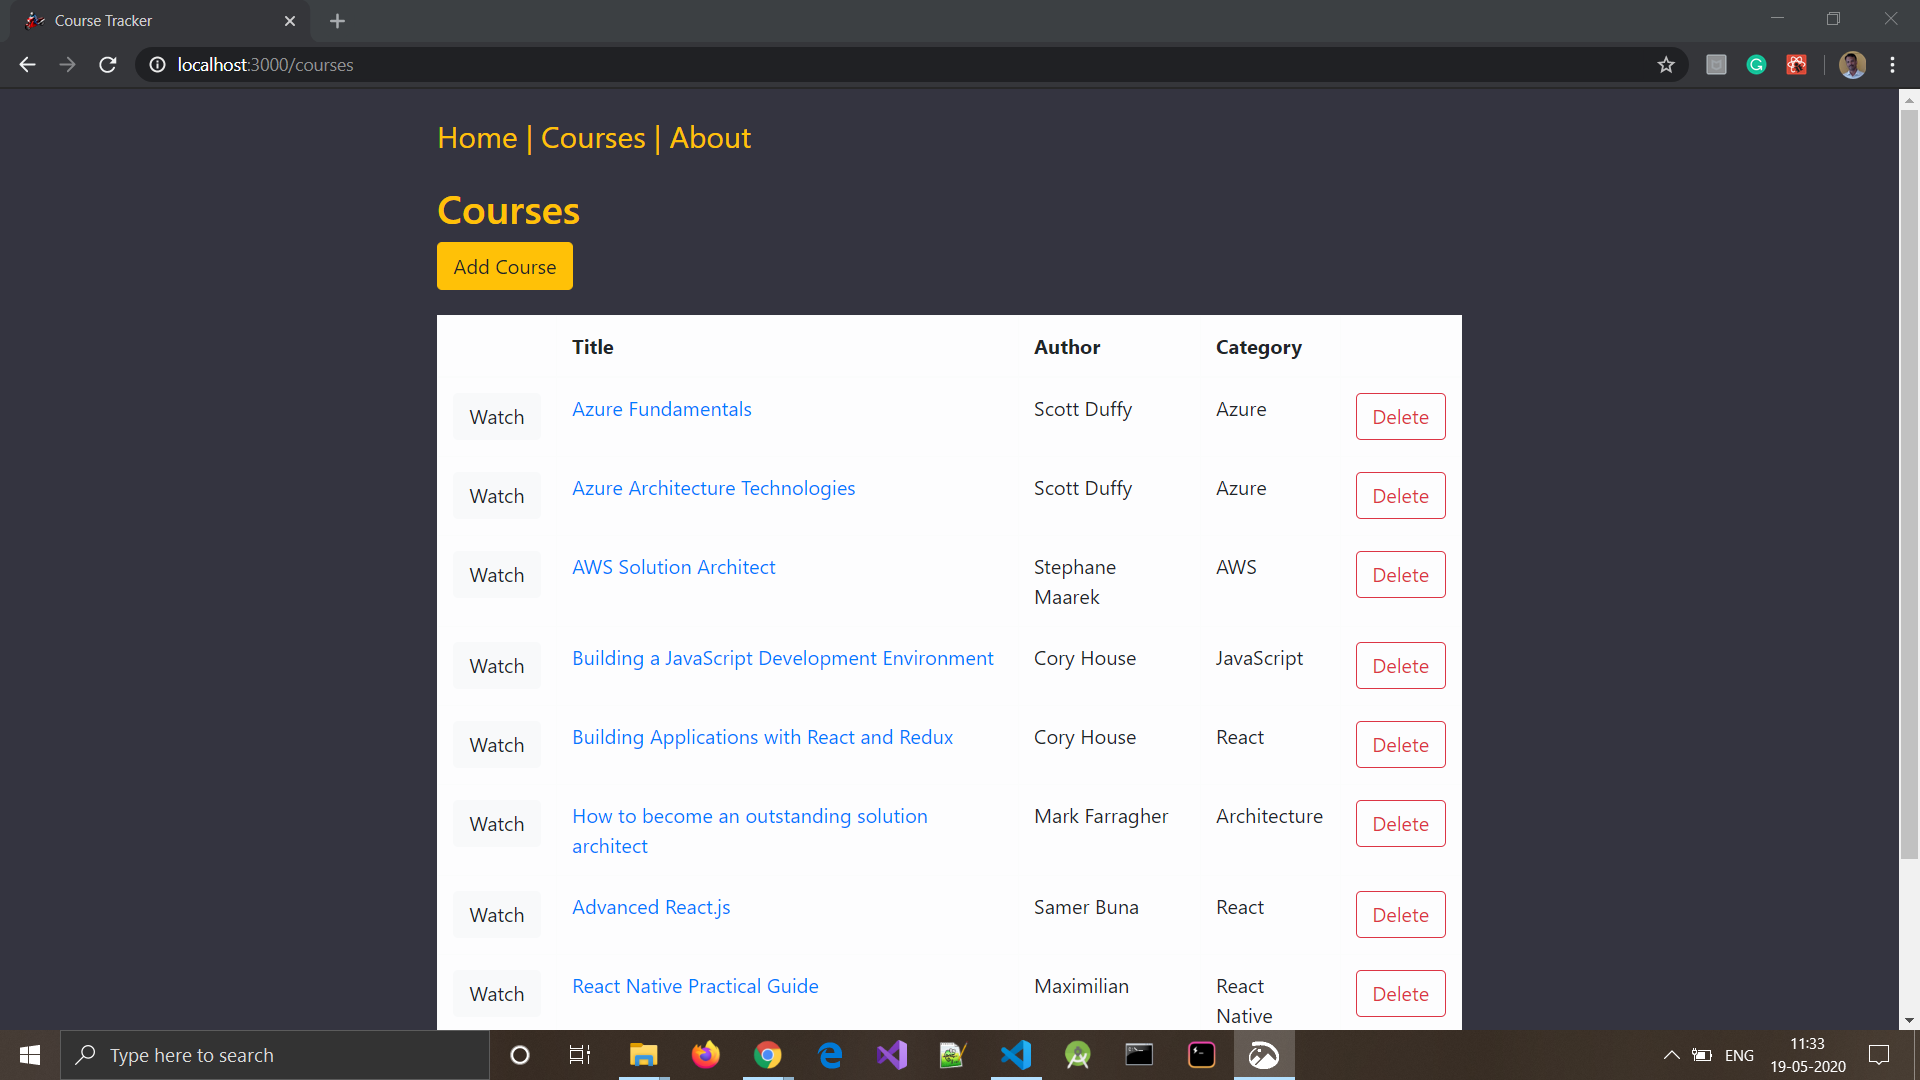 Course Tracker
localhost:3000/courses
Home | Courses | About
Courses
Add Course
Title Author Category
Watch Azure Fundamentals Scott Duffy Azure Delete
Watch Azure Architecture Technologies Scott Duffy Azure Delete
Watch AWS Solution Architect Stephane AWS Delete
Maarek
Watch Building a JavaScript Development Environment Cory House JavaScript Delete
Watch Building Applications with React and Redux Cory House React Delete
Watch How to become an outstanding solution Mark Farragher Architecture Delete
architect
Watch Advanced React.js Samer Buna React Delete
Watch React Native Practical Guide Maximilian React Delete
Native
Type here to search
ENG
11:33
19-05-2020